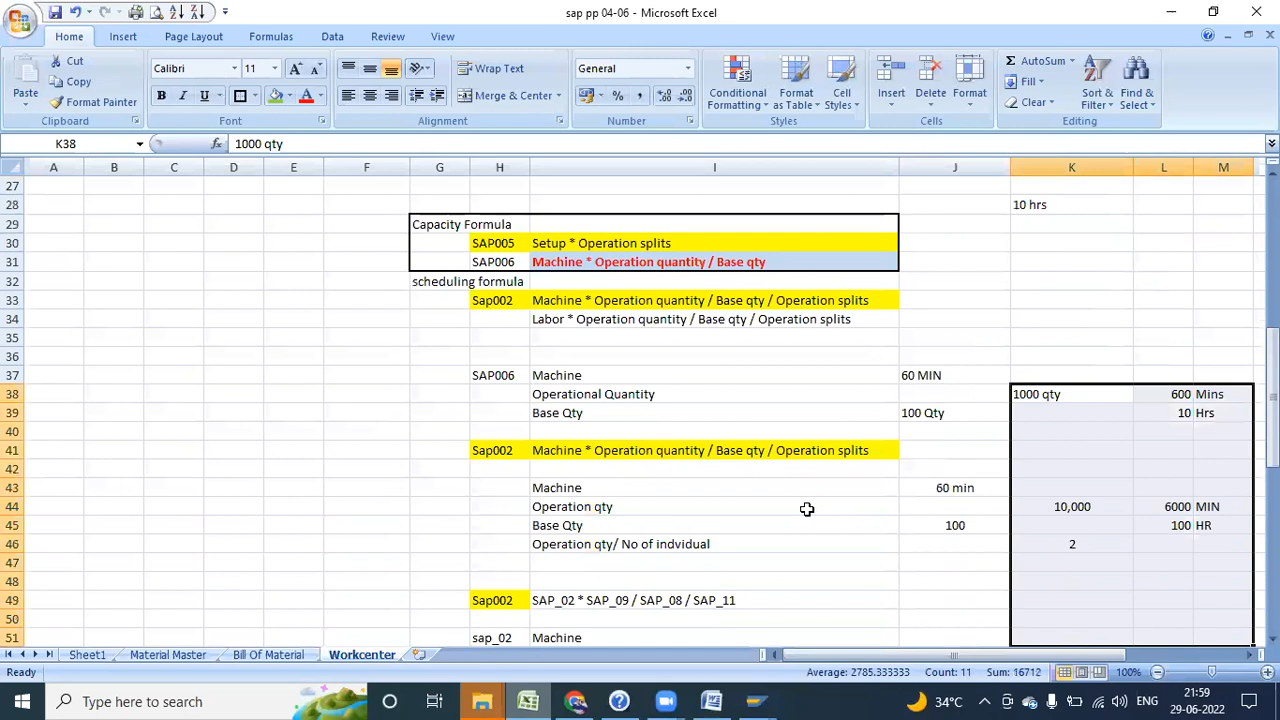 sap pp 04-06 - Microsoft Excel
Home Insert Page Layout Formulas Data Review View
Paste
Cut
Copy
Format Painter
Calibri 11
B I U
Wrap Text
Merge & Center
General
Conditional Formatting
Format as Table
Cell Styles
Insert
Delete
Format
AutoSum
Fill
Clear
Sort & Filter
Find & Select
Clipboard Font Alignment Number Styles Cells Editing
K38 fx 1000 qty
A B C D E F G H I J K L M
27
28 10 hrs
29 Capacity Formula
30 SAP005 Setup * Operation splits
31 SAP006 Machine * Operation quantity / Base qty
32 scheduling formula
33 Sap002 Machine * Operation quantity / Base qty / Operation splits
34 Labor * Operation quantity / Base qty / Operation splits
35
36
37 SAP006 Machine 60 MIN
38 Operational Quantity 1000 qty 600 Mins
39 Base Qty 100 Qty 10 Hrs
40
41 Sap002 Machine * Operation quantity / Base qty / Operation splits
42
43 Machine 60 min
44 Operation qty 10,000 6000 MIN
45 Base Qty 100 100 HR
46 Operation qty/ No of indvidual 2
47
48
49 Sap002 SAP_02 * SAP_09 / SAP_08 / SAP_11
50
51 sap_02 Machine
Sheet1 Material Master Bill Of Material Workcenter
Ready Average: 2785.333333 Count: 11 Sum: 16712 100%
Type here to search
34°C ENG 21:59
29-06-2022